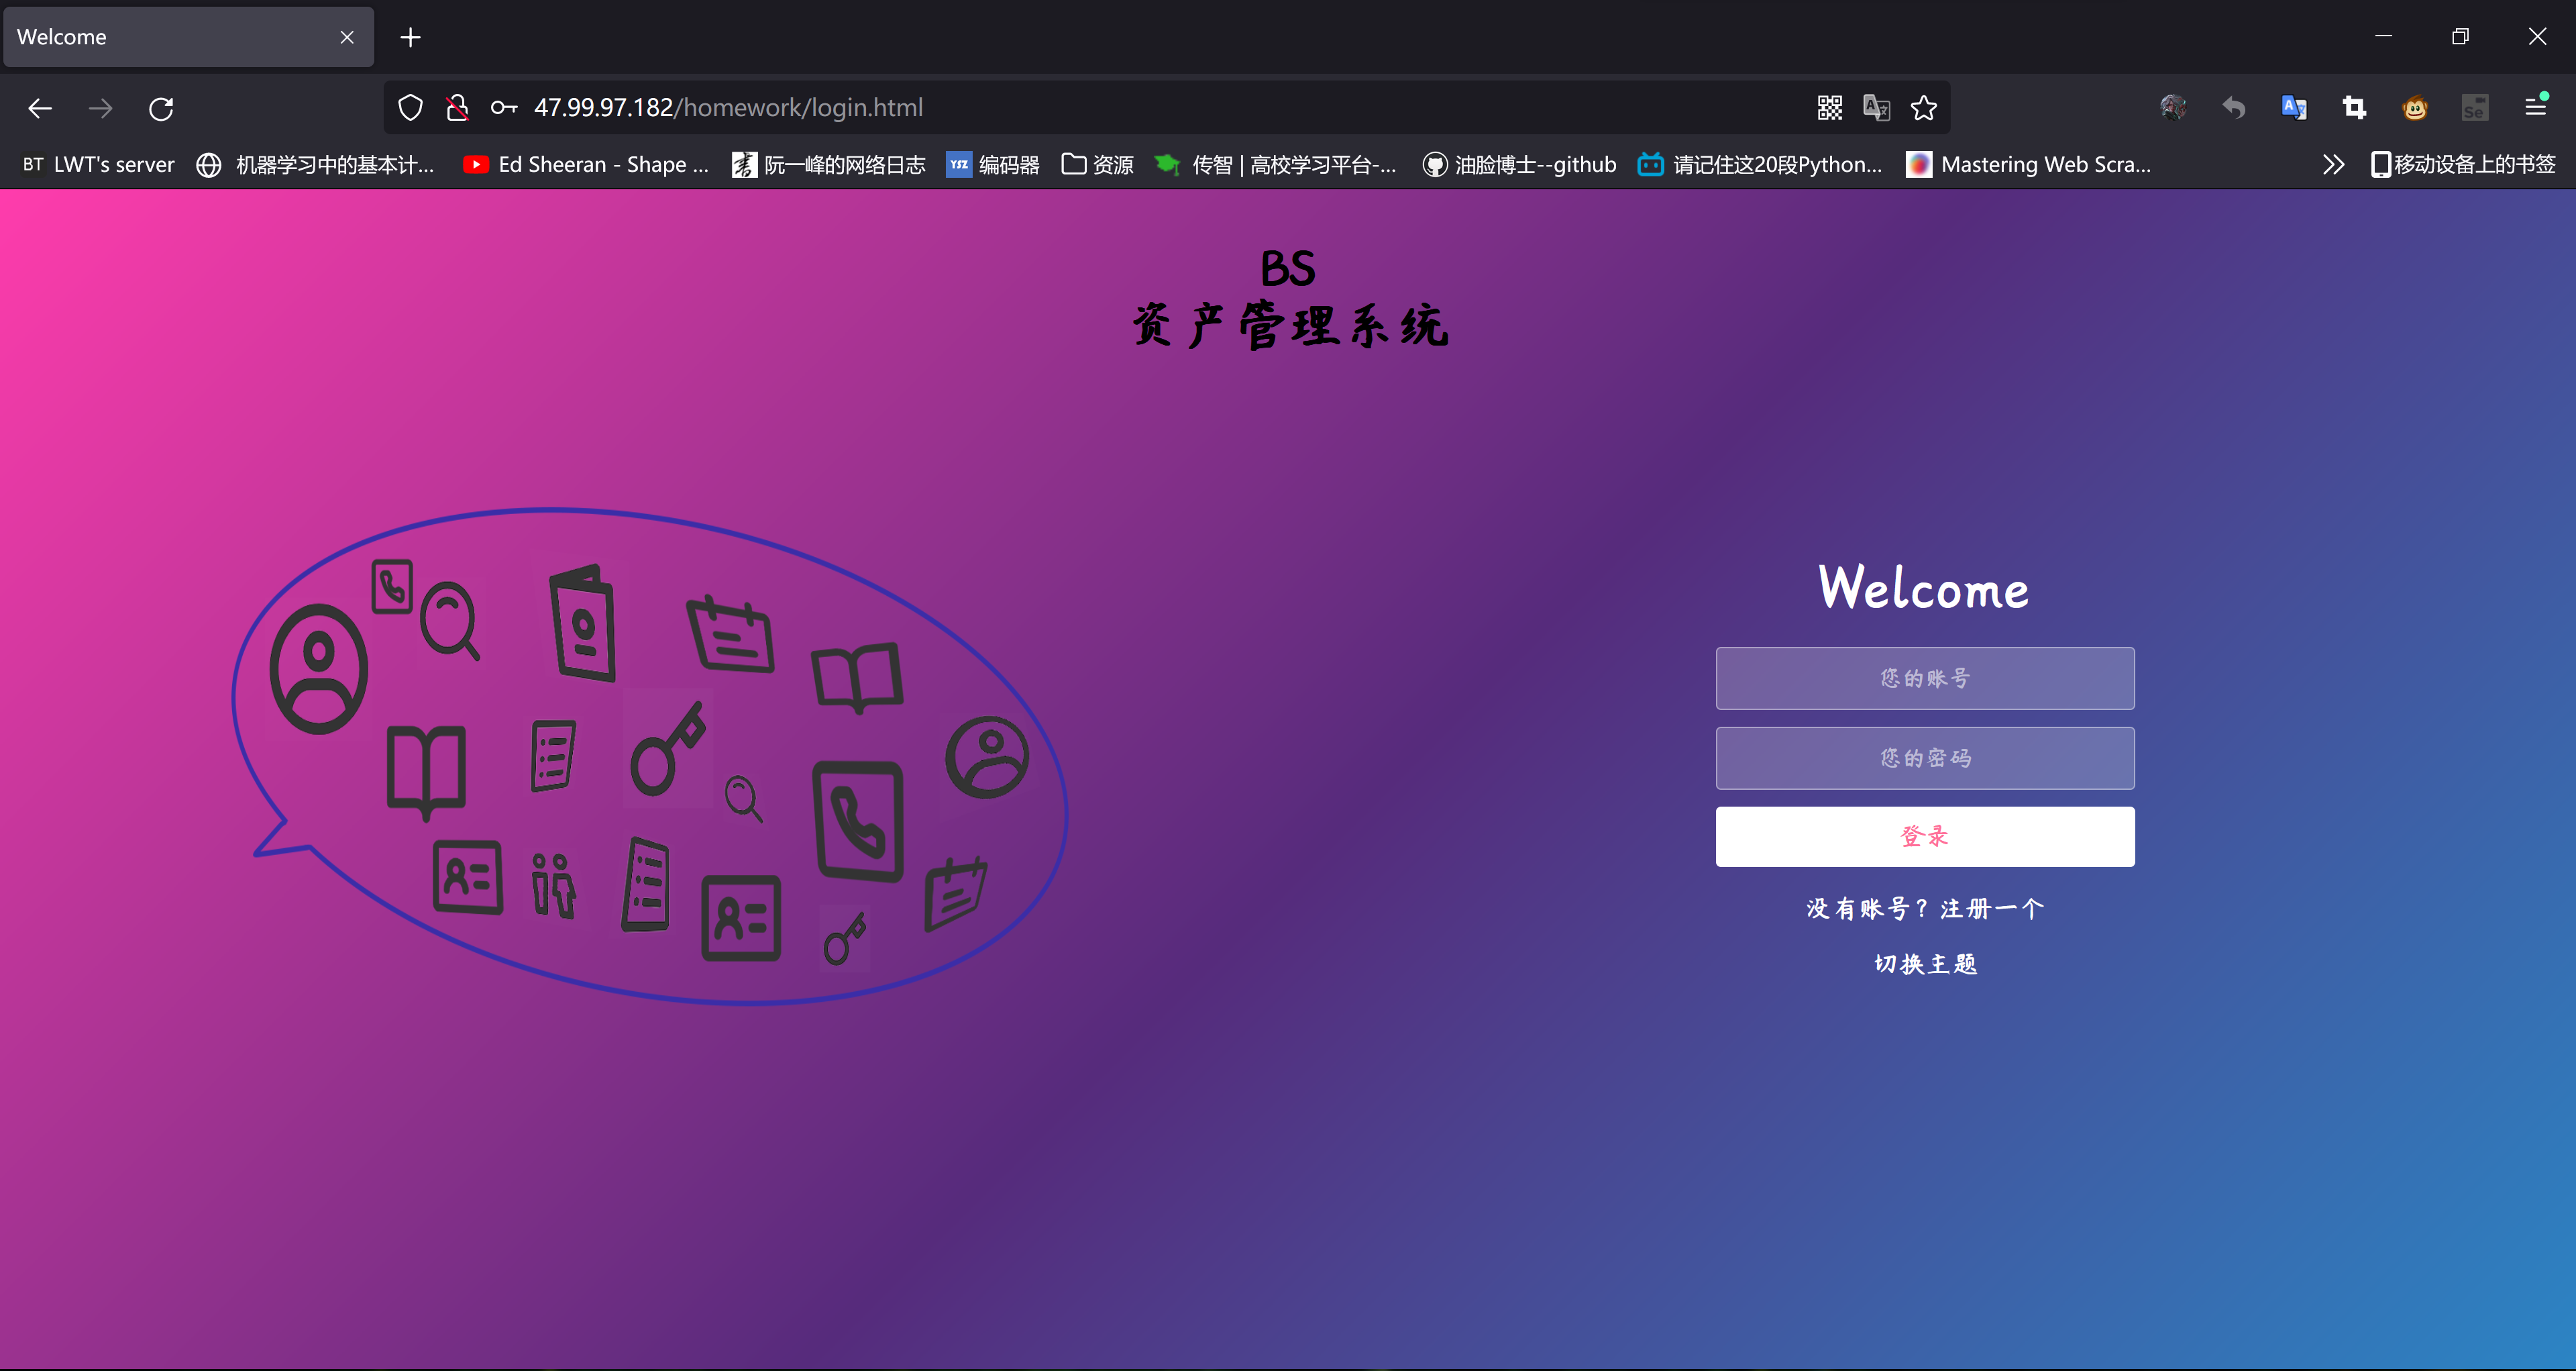 Welcome
47.99.97.182/homework/login.html
BT LWT's server 机器学习中的基本计... Ed Sheeran - Shape ... 阮一峰的网络日志 YSZ 编码器 资源 传智 | 高校学习平台-... 油脸博士--github 请记住这20段Python... Mastering Web Scra... 移动设备上的书签
BS
资产管理系统
Welcome
您的账号
您的密码
登录
没有账号？注册一个
切换主题